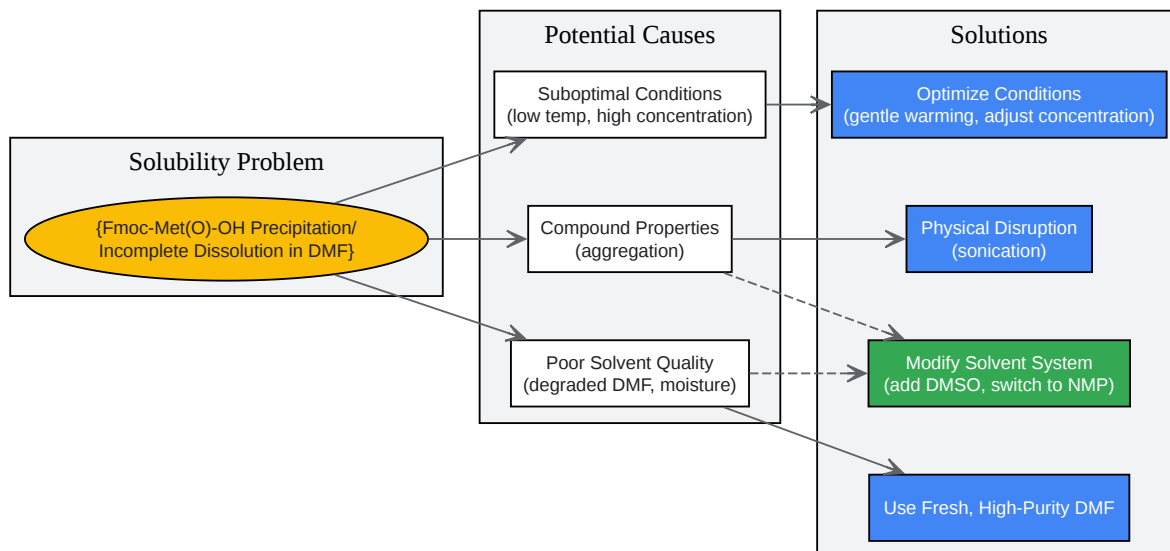 Solubility Problem
{Fmoc-Met(O)-OH Precipitation/
Incomplete Dissolution in DMF}
Potential Causes
Suboptimal Conditions
(low temp, high concentration)
Compound Properties
(aggregation)
Poor Solvent Quality
(degraded DMF, moisture)
Solutions
Optimize Conditions
(gentle warming, adjust concentration)
Physical Disruption
(sonication)
Modify Solvent System
(add DMSO, switch to NMP)
Use Fresh, High-Purity DMF